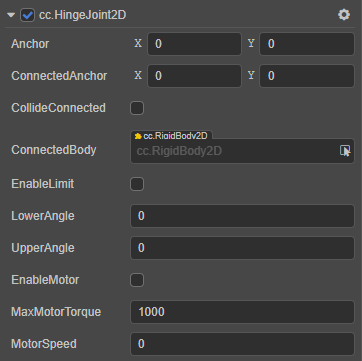 cc.HingeJoint2D
Anchor X 0 Y 0
ConnectedAnchor X 0 Y 0
CollideConnected
cc.RigidBody2D
ConnectedBody cc.RigidBody2D
EnableLimit
LowerAngle 0
UpperAngle 0
EnableMotor
MaxMotorTorque 1000
MotorSpeed 0